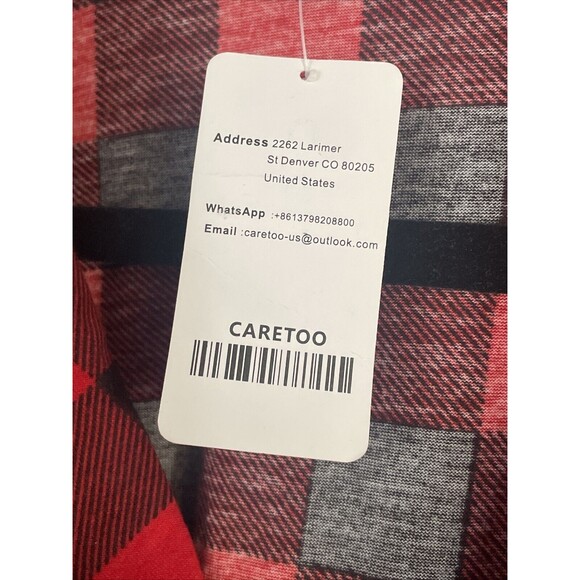 Address 2262 Larimer
St Denver CO 80205
United States
WhatsApp :+8613798208800
Email :caretoo-us@outlook.com
CARETOO